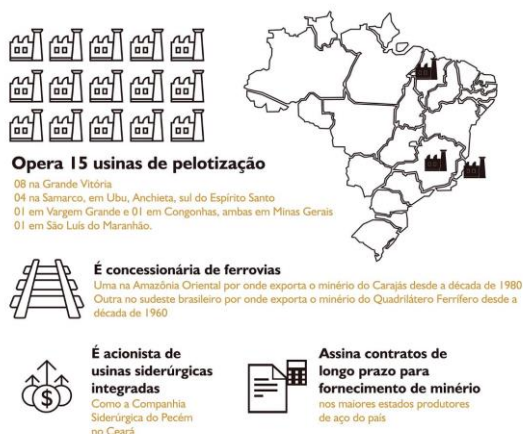 Opera 15 usinas de pelotização
08 na Grande Vitória
04 na Samarco, em Ubu, Anchieta, sul do Espírito Santo
01 em Vargem Grande e 01 em Congonhas, ambas em Minas Gerais
01 em São Luís do Maranhão.
É concessionária de ferrovias
Uma na Amazônia Oriental por onde exporta o minério do Carajás desde a década de 1980
Outra no sudeste brasileiro por onde exporta o minério do Quadrilátero Ferrífero desde a
década de 1960
É acionista de
usinas siderúrgicas
integradas
Como a Companhia
Siderúrgica do Pecém
no Ceará
Assina contratos de
longo prazo para
fornecimento de minério
nos maiores estados produtores
de aço do país
$